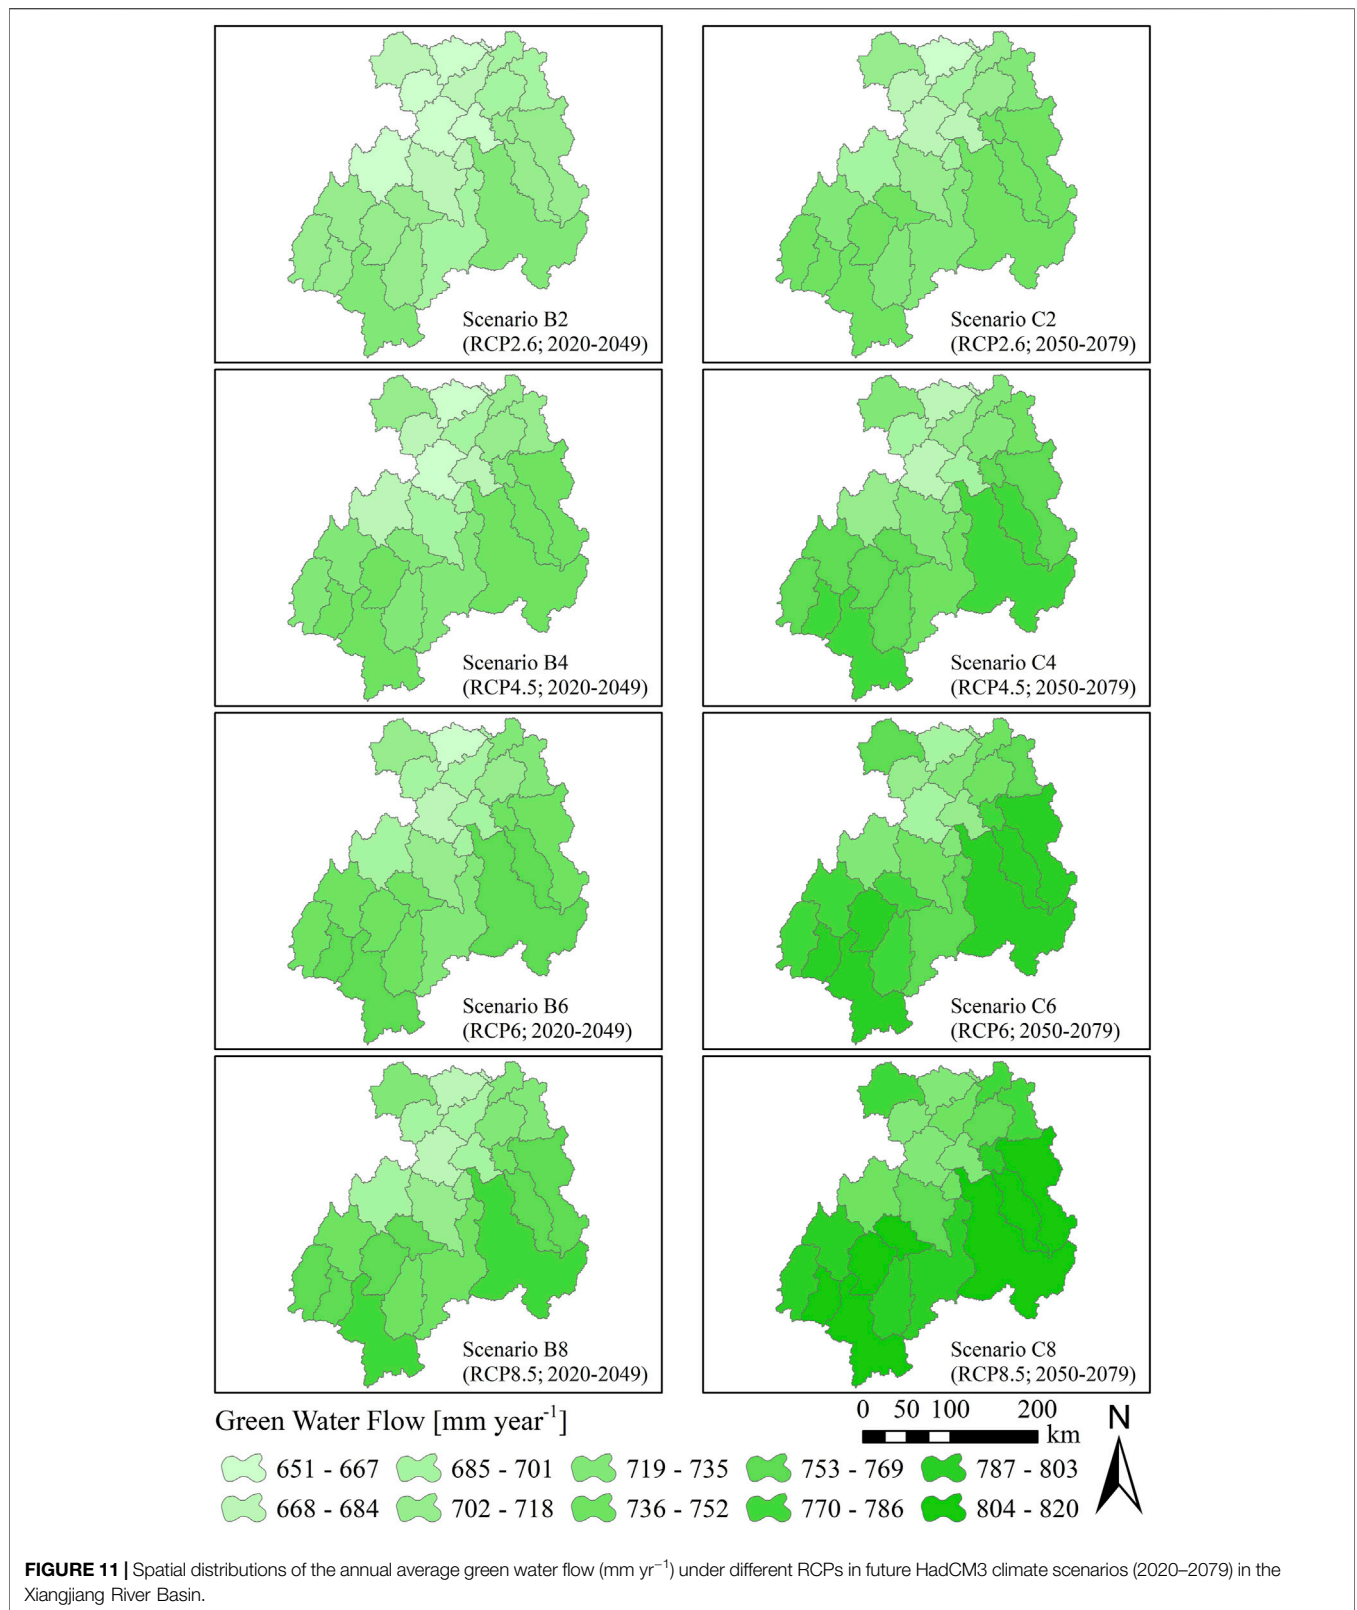 Scenario B2
(RCP2.6; 2020-2049)
Scenario C2
(RCP2.6; 2050-2079)
Scenario B4
(RCP4.5; 2020-2049)
Scenario C4
(RCP4.5; 2050-2079)
Scenario B6
(RCP6; 2020-2049)
Scenario C6
(RCP6; 2050-2079)
Scenario B8
(RCP8.5; 2020-2049)
Scenario C8
(RCP8.5; 2050-2079)
Green Water Flow [mm year⁻¹]
0 50 100 200
km
N
651 - 667 685 - 701 719 - 735 753 - 769 787 - 803
668 - 684 702 - 718 736 - 752 770 - 786 804 - 820
FIGURE 11 | Spatial distributions of the annual average green water flow (mm yr⁻¹) under different RCPs in future HadCM3 climate scenarios (2020–2079) in the
Xiangjiang River Basin.